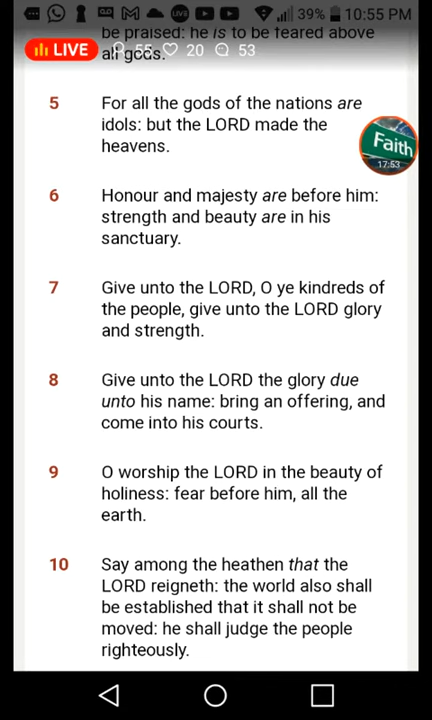 39% 10:55 PM
be praised: he is to be feared above
all gods.
LIVE 55 20 53
5 For all the gods of the nations are
idols: but the LORD made the
heavens.
Faith
17:53
6 Honour and majesty are before him:
strength and beauty are in his
sanctuary.
7 Give unto the LORD, O ye kindreds of
the people, give unto the LORD glory
and strength.
8 Give unto the LORD the glory due
unto his name: bring an offering, and
come into his courts.
9 O worship the LORD in the beauty of
holiness: fear before him, all the
earth.
10 Say among the heathen that the
LORD reigneth: the world also shall
be established that it shall not be
moved: he shall judge the people
righteously.